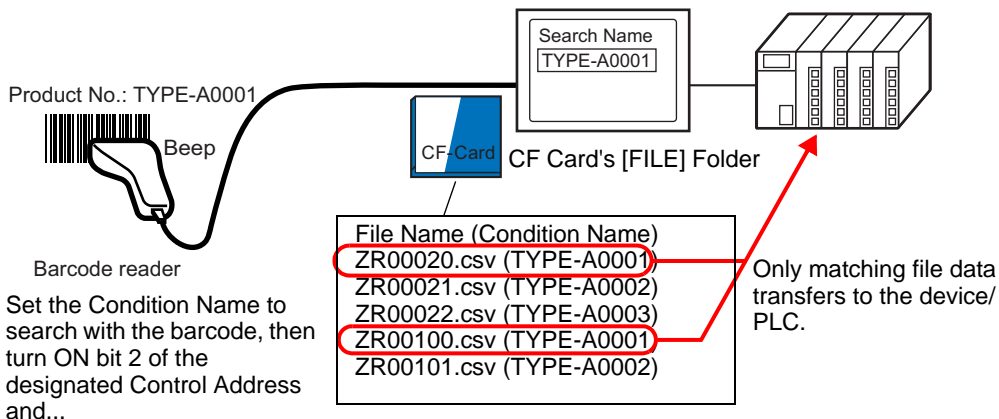 Search Name
TYPE-A0001
Product No.: TYPE-A0001
Beep
CF-Card
CF Card's [FILE] Folder
Barcode reader
Set the Condition Name to
search with the barcode, then
turn ON bit 2 of the
designated Control Address
and...
File Name (Condition Name)
ZR00020.csv (TYPE-A0001)
ZR00021.csv (TYPE-A0002)
ZR00022.csv (TYPE-A0003)
ZR00100.csv (TYPE-A0001
ZR00101.csv (TYPE-A0002)
Only matching file data
transfers to the device/
PLC.